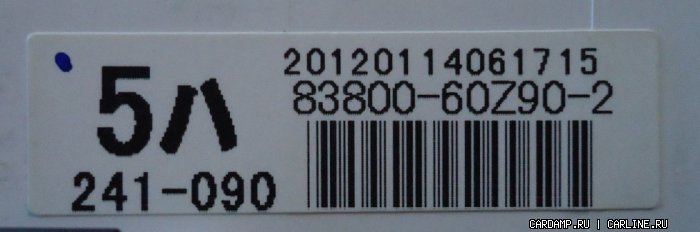 5ハ
241-090
20120114061715
83800-60Z90-2
CARDAMP.RU | CARLINE.RU